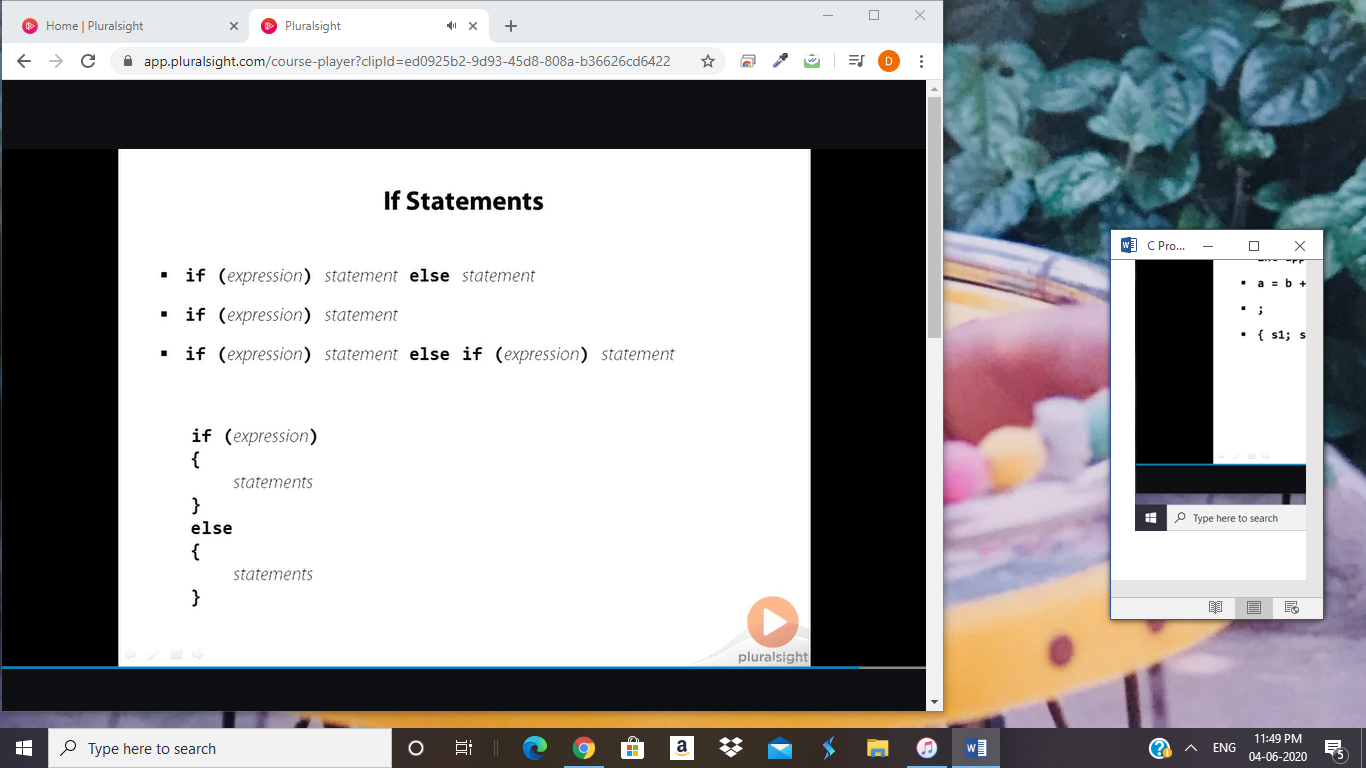 Home | Pluralsight
Pluralsight
app.pluralsight.com/course-player?clipId=ed0925b2-9d93-45d8-808a-b36626cd6422
D
If Statements
▪ if (expression) statement else statement
▪ if (expression) statement
▪ if (expression) statement else if (expression) statement
if (expression)
{
statements
}
else
{
statements
}
pluralsight
C Pro...
▪ a = b +
▪ ;
▪ { s1; s
Type here to search
Type here to search
ENG
11:49 PM
04-06-2020
5